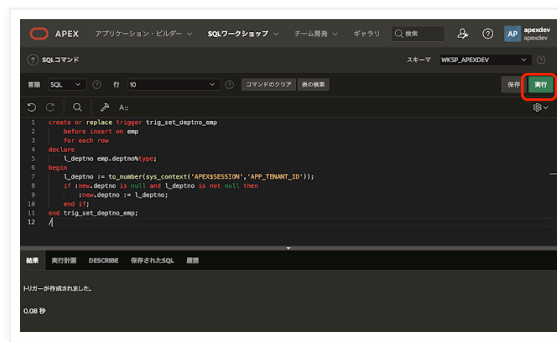 APEX アプリケーション・ビルダー SQLワークショップ チーム開発 ギャラリ 検索 AP apexdev
apexdev
SQLコマンド スキーマ WKSP_APEXDEV
言語 SQL 行 10 コマンドのクリア 表の検索 保存 実行
1 create or replace trigger trig_set_deptno_emp
2 before insert on emp
3 for each row
4 declare
5 l_deptno emp.deptno%type;
6 begin
7 l_deptno := to_number(sys_context('APEX$SESSION','APP_TENANT_ID'));
8 if :new.deptno is null and l_deptno is not null then
9 :new.deptno := l_deptno;
10 end if;
11 end trig_set_deptno_emp;
12 /
結果 実行計画 DESCRIBE 保存されたSQL 履歴
トリガーが作成されました。
0.08 秒